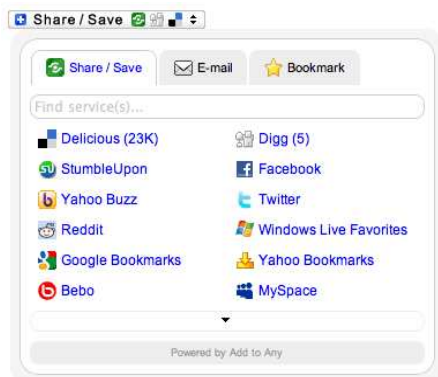 Share / Save
Share / Save E-mail Bookmark
Find service(s)...
Delicious (23K) Digg (5)
StumbleUpon Facebook
Yahoo Buzz Twitter
Reddit Windows Live Favorites
Google Bookmarks Yahoo Bookmarks
Bebo MySpace
Powered by Add to Any